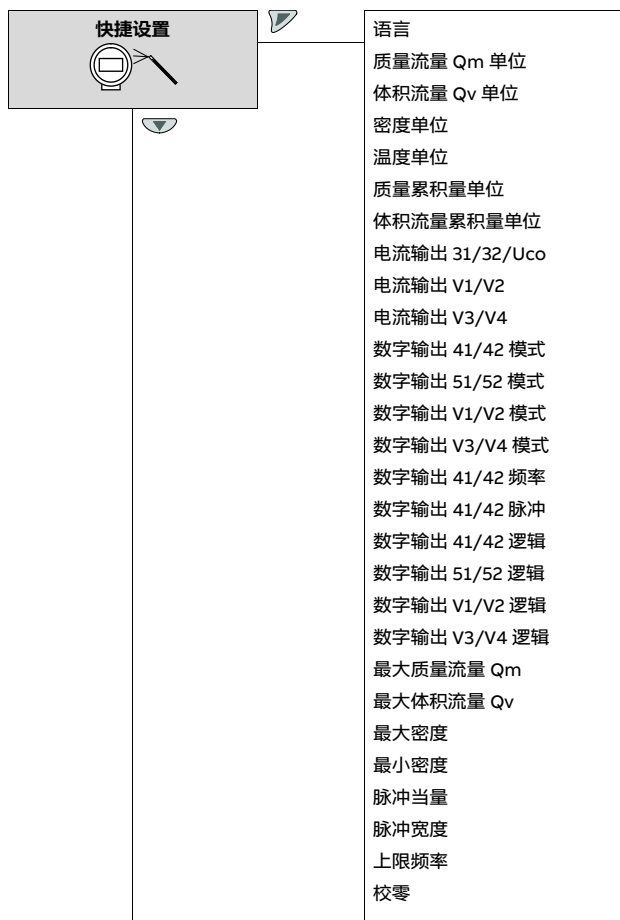 快捷设置
语言
质量流量 Qm 单位
体积流量 Qv 单位
密度单位
温度单位
质量累积量单位
体积流量累积量单位
电流输出 31/32/Uco
电流输出 V1/V2
电流输出 V3/V4
数字输出 41/42 模式
数字输出 51/52 模式
数字输出 V1/V2 模式
数字输出 V3/V4 模式
数字输出 41/42 频率
数字输出 41/42 脉冲
数字输出 41/42 逻辑
数字输出 51/52 逻辑
数字输出 V1/V2 逻辑
数字输出 V3/V4 逻辑
最大质量流量 Qm
最大体积流量 Qv
最大密度
最小密度
脉冲当量
脉冲宽度
上限频率
校零